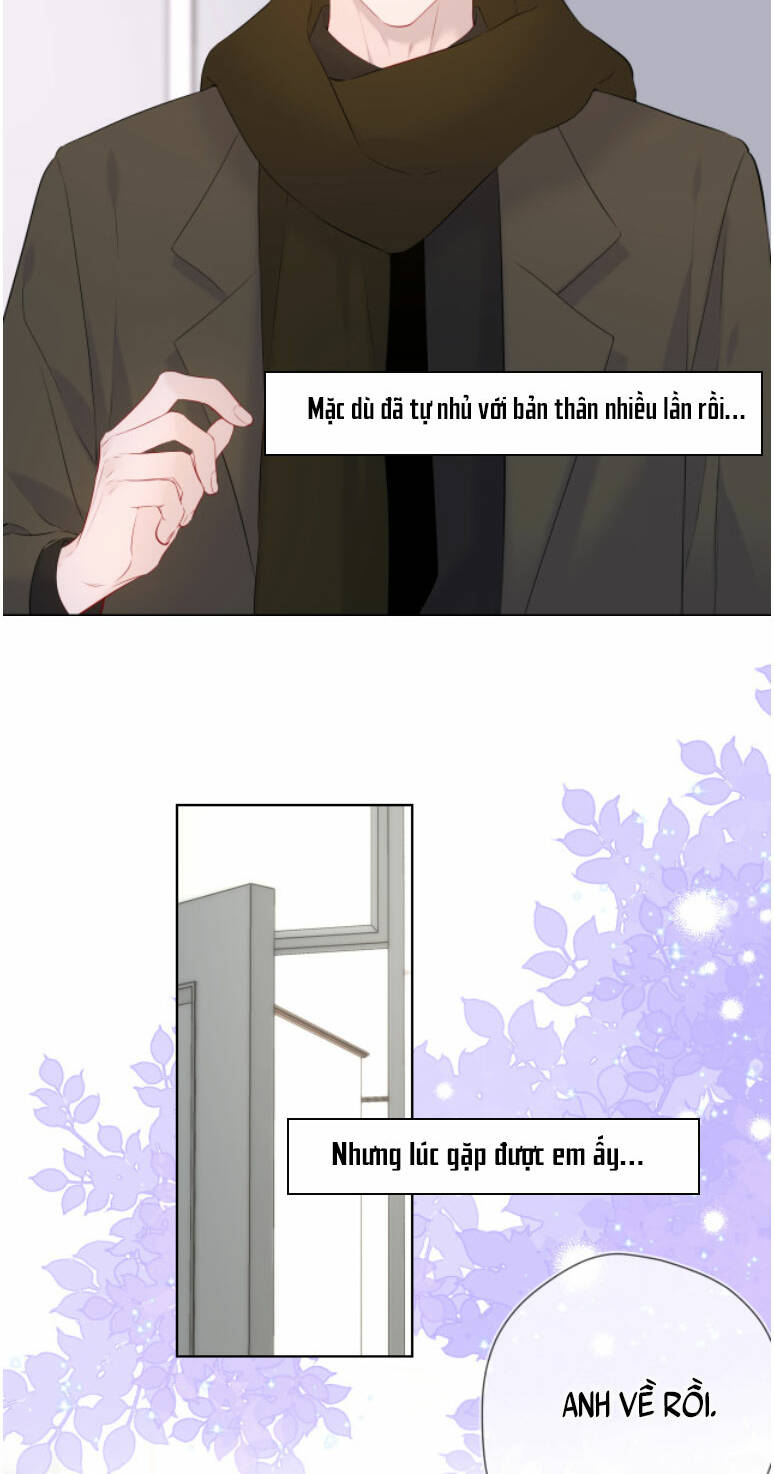 Mặc dù đã tự nhủ với bản thân nhiều lần rồi...
Nhưng lúc gặp được em ấy...
ANH VỀ RỒI.